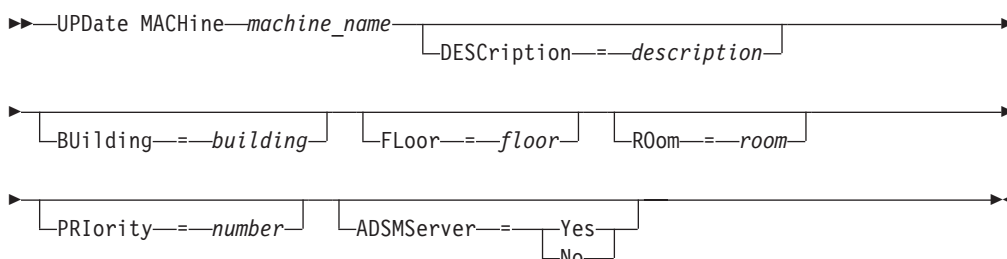 UPDate MACHine machine_name
DESCription = description
BUilding = building FLoor = floor ROom = room
PRIority = number ADSMServer = Yes
No